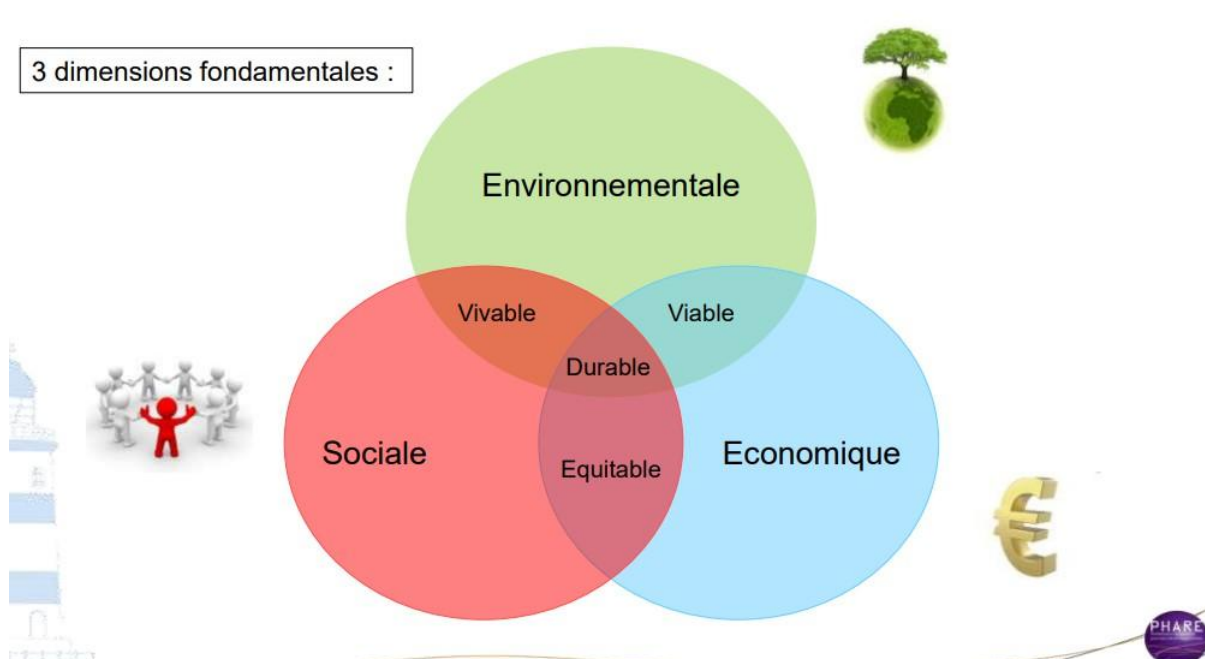 3 dimensions fondamentales :
Environnementale
Vivable
Viable
Durable
Sociale
Economique
Equitable
€
PHARE